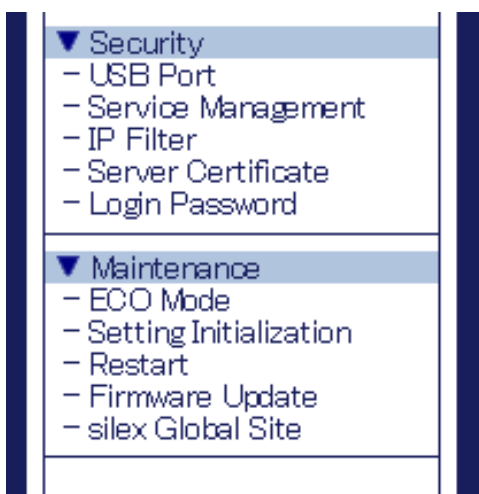 ▼ Security
– USB Port
– Service Management
– IP Filter
– Server Certificate
– Login Password
▼ Maintenance
– ECO Mode
– Setting Initialization
– Restart
– Firmware Update
– silex Global Site